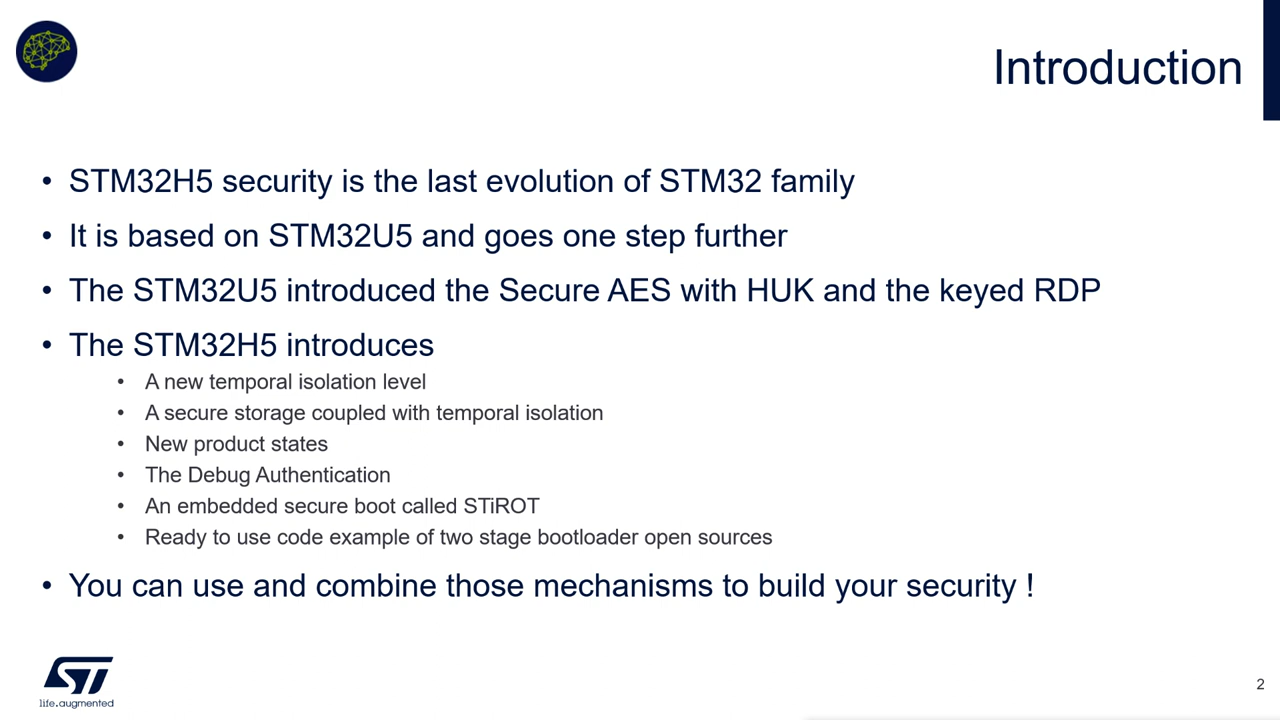 Introduction
• STM32H5 security is the last evolution of STM32 family
• It is based on STM32U5 and goes one step further
• The STM32U5 introduced the Secure AES with HUK and the keyed RDP
• The STM32H5 introduces
• A new temporal isolation level
• A secure storage coupled with temporal isolation
• New product states
• The Debug Authentication
• An embedded secure boot called STiROT
• Ready to use code example of two stage bootloader open sources
• You can use and combine those mechanisms to build your security !
ST
life.augmented
2